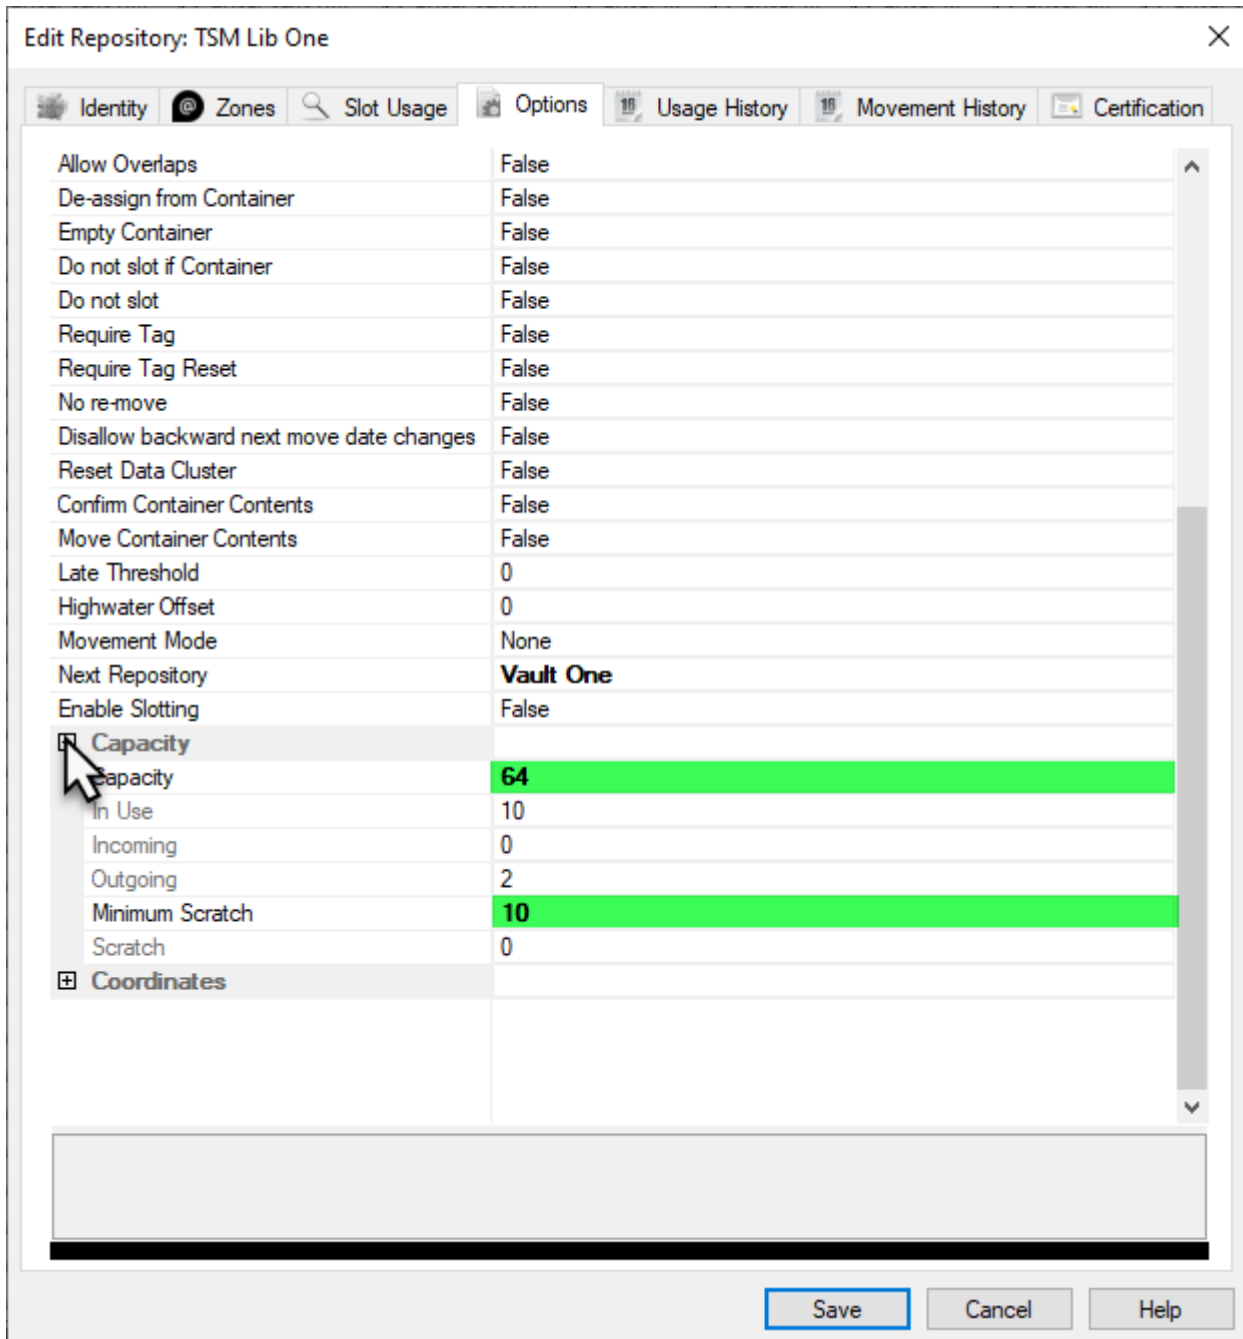 Edit Repository: TSM Lib One
Identity Zones Slot Usage Options Usage History Movement History Certification
Allow Overlaps False
De-assign from Container False
Empty Container False
Do not slot if Container False
Do not slot False
Require Tag False
Require Tag Reset False
No re-move False
Disallow backward next move date changes False
Reset Data Cluster False
Confirm Container Contents False
Move Container Contents False
Late Threshold 0
Highwater Offset 0
Movement Mode None
Next Repository Vault One
Enable Slotting False
Capacity
Capacity 64
In Use 10
Incoming 0
Outgoing 2
Minimum Scratch 10
Scratch 0
Coordinates
Save Cancel Help